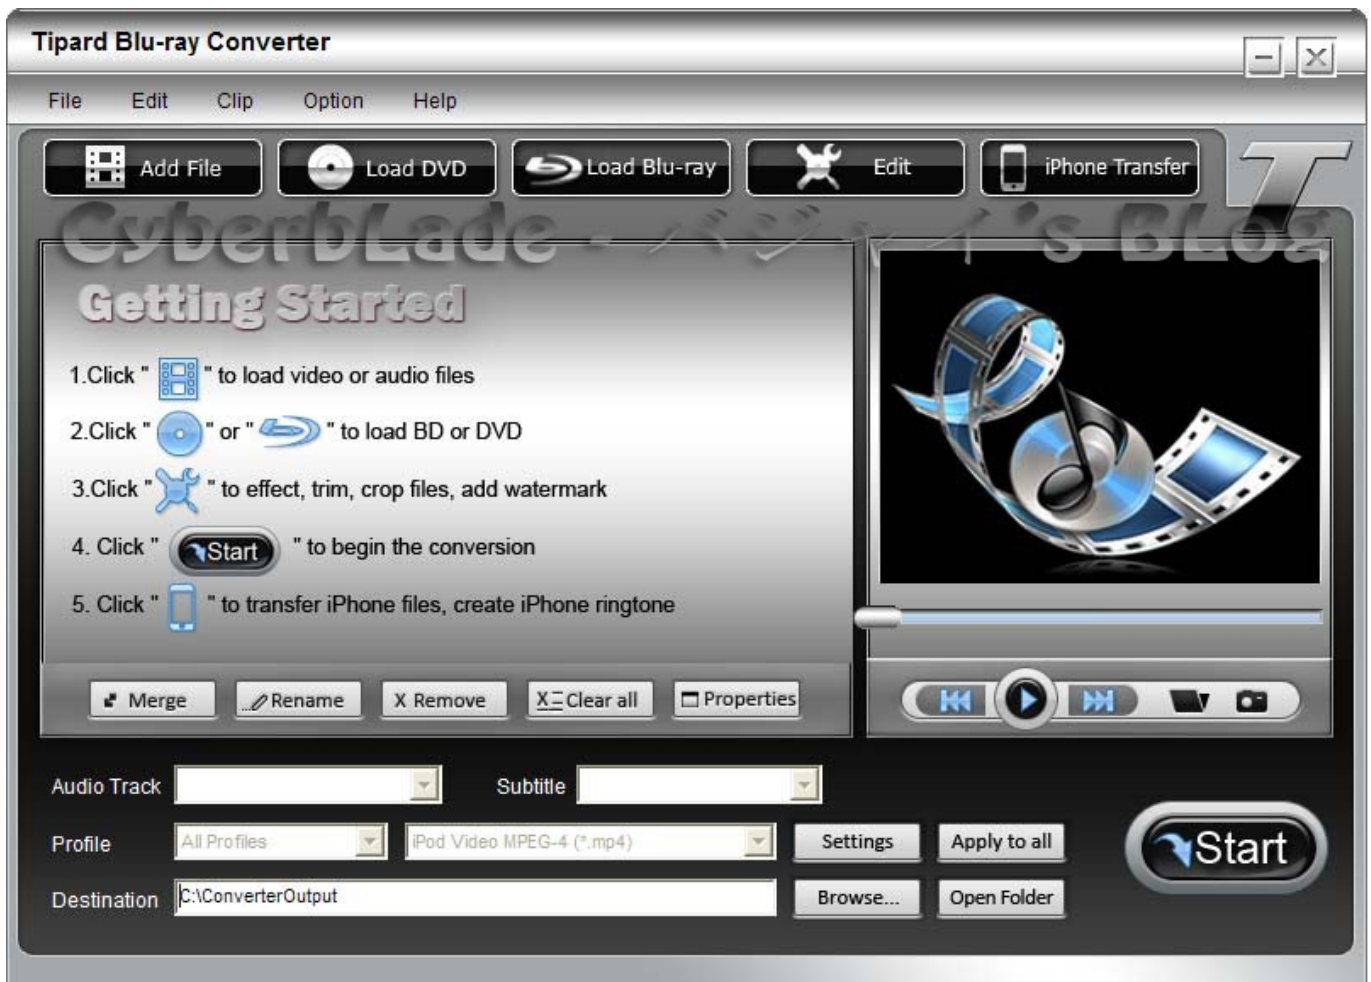 Tipard Blu-ray Converter
File Edit Clip Option Help
Add File Load DVD Load Blu-ray Edit iPhone Transfer
CyberbLade - バジャイ's BLog
Getting Started
1.Click " " to load video or audio files
2.Click " " or " " to load BD or DVD
3.Click " " to effect, trim, crop files, add watermark
4. Click " Start " to begin the conversion
5. Click " " to transfer iPhone files, create iPhone ringtone
Merge ...Rename X Remove X Clear all Properties
Audio Track Subtitle
Profile All Profiles iPod Video MPEG-4 (*.mp4) Settings Apply to all
Start
Destination C:\ConverterOutput Browse... Open Folder